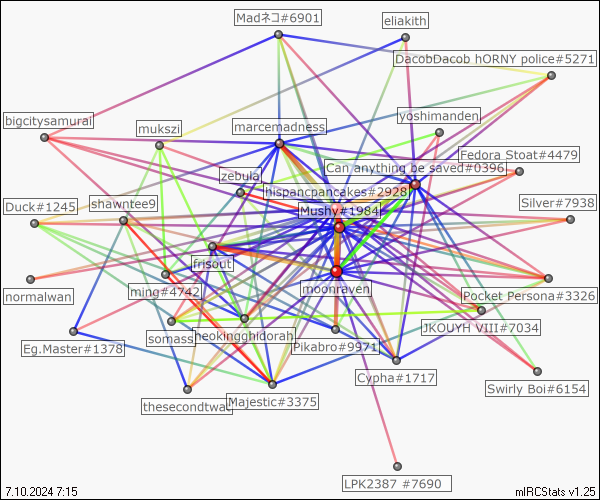 Madネコ#6901
eliakith
DacobDacob hORNY police#5271
bigcitysamurai
mukszi
marcemadness
yoshimanden
Fedora Stoat#4479
Can anything be saved#0396
zebula
hispancpancakes#2928
Duck#1245
shawntee9
Mushy#1984
Silver#7938
frisout
normalwan
ming#4742
moonraven
Pocket Persona#3326
somass
neokingghidorah
JKOUYH VIII#7034
Eg.Master#1378
Pikabro#9971
Cypha#1717
Swirly Boi#6154
thesecondtwat
Majestic#3375
LPK2387 #7690
7.10.2024 7:15
mIRCStats v1.25